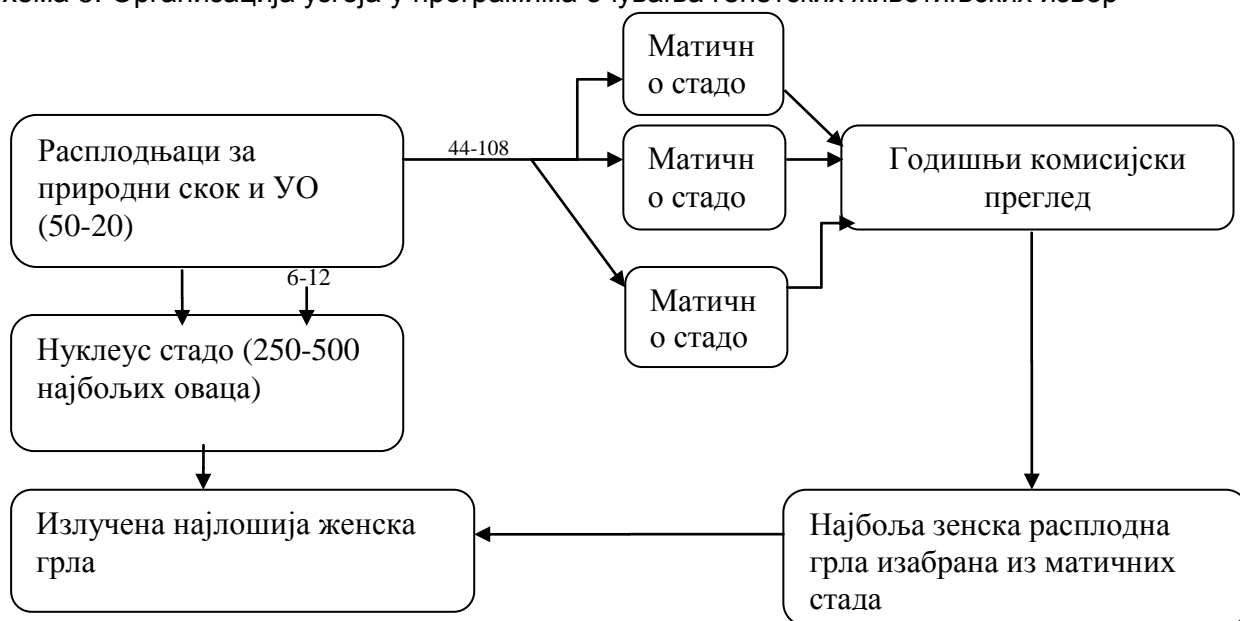 Матичн
о стадо
Расплодњаци за
природни скок и УО
(50-20)
44-108
Матичн
о стадо
Годишњи комисијски
преглед
6-12
Матичн
о стадо
Нуклеус стадо (250-500
најбољих оваца)
Излучена најлошија женска
грла
Најбоља зенска расплодна
грла изабрана из матичних
стада